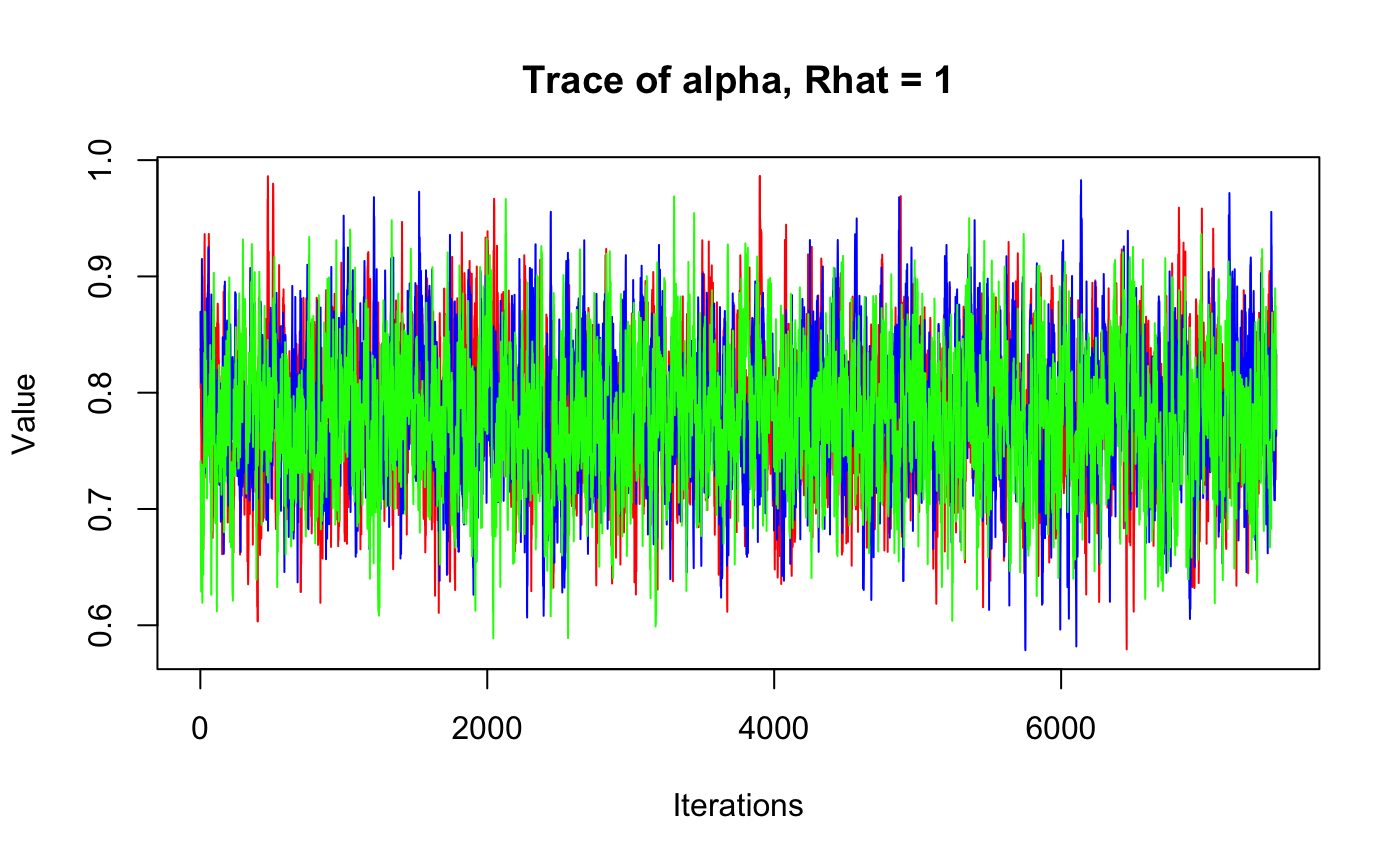 Trace of alpha, Rhat = 1
1.0
0.9
0.8
0.7
0.6
Value
0 2000 4000 6000
Iterations